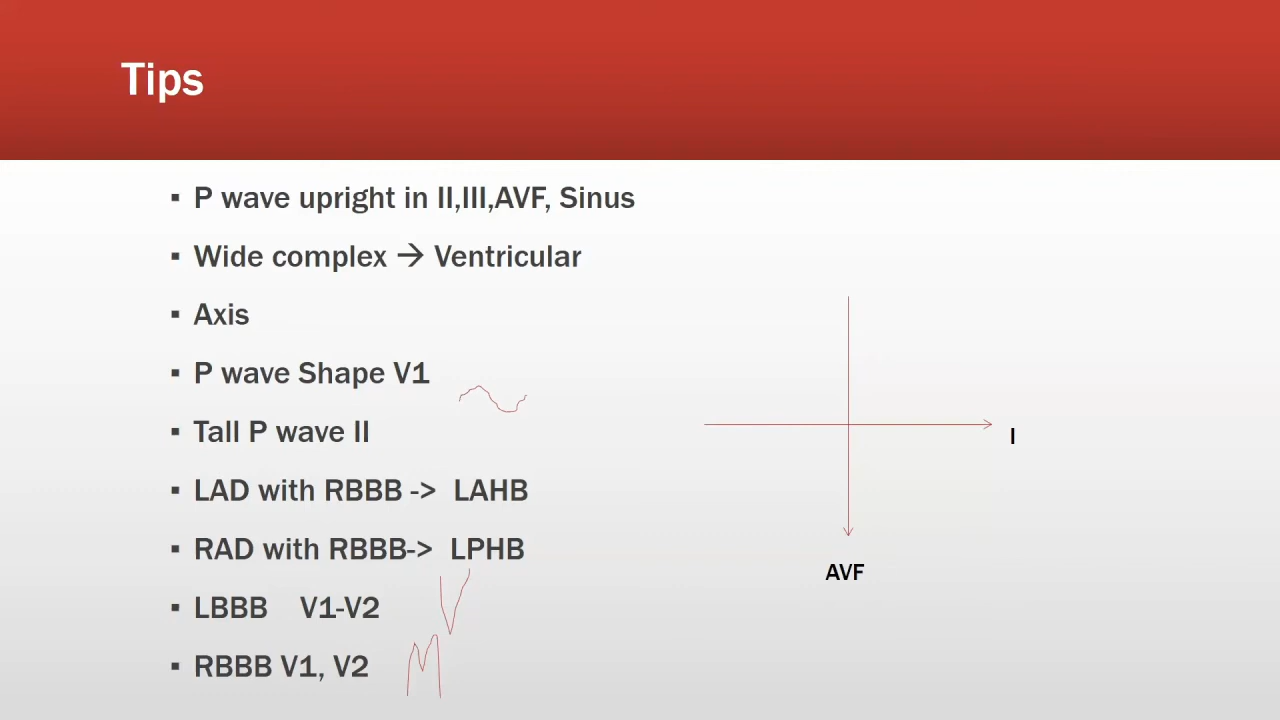 Tips
▪ P wave upright in II,III,AVF, Sinus
▪ Wide complex → Ventricular
▪ Axis
▪ P wave Shape V1
▪ Tall P wave II
▪ LAD with RBBB -> LAHB
▪ RAD with RBBB-> LPHB
▪ LBBB V1-V2
▪ RBBB V1, V2
I
AVF